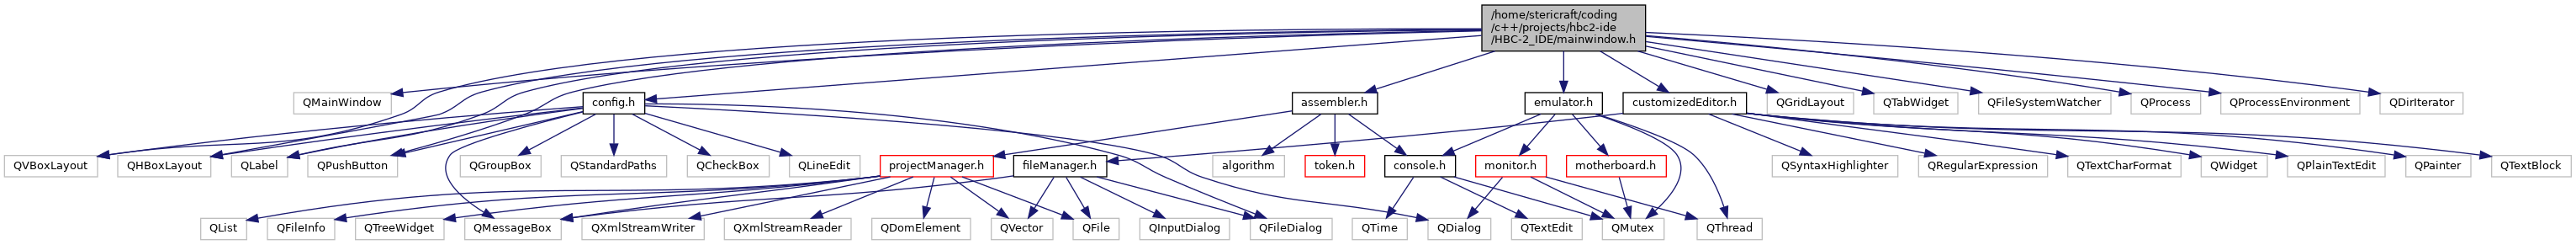 /home/stericraft/coding
/c++/projects/hbc2-ide
/HBC-2_IDE/mainwindow.h
QMainWindow
config.h
assembler.h
emulator.h
customizedEditor.h
QGridLayout
QTabWidget
QFileSystemWatcher
QProcess
QProcessEnvironment
QDirIterator
QVBoxLayout
QHBoxLayout
QLabel
QPushButton
QGroupBox
QStandardPaths
QCheckBox
QLineEdit
projectManager.h
fileManager.h
algorithm
token.h
console.h
monitor.h
motherboard.h
QSyntaxHighlighter
QRegularExpression
QTextCharFormat
QWidget
QPlainTextEdit
QPainter
QTextBlock
QList
QFileInfo
QTreeWidget
QMessageBox
QXmlStreamWriter
QXmlStreamReader
QDomElement
QVector
QFile
QInputDialog
QFileDialog
QTime
QDialog
QTextEdit
QMutex
QThread